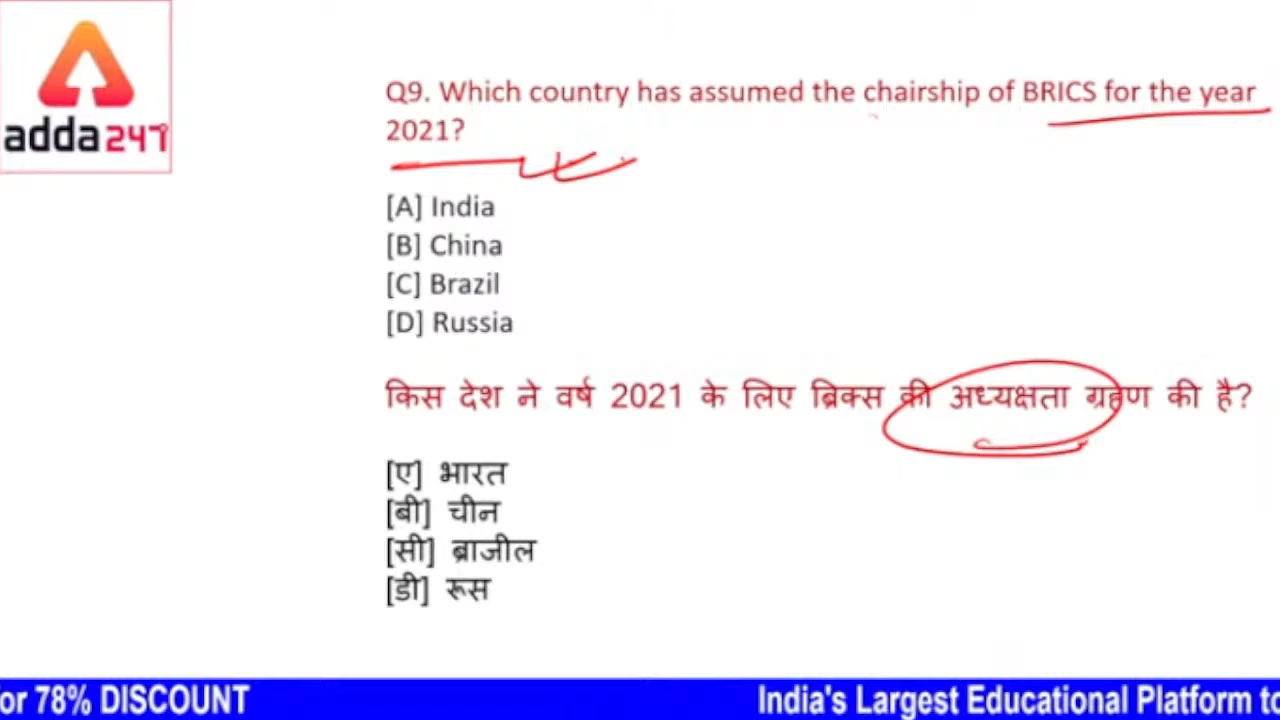 adda247
Q9. Which country has assumed the chairship of BRICS for the year
2021?
[A] India
[B] China
[C] Brazil
[D] Russia
किस देश ने वर्ष 2021 के लिए ब्रिक्स की अध्यक्षता ग्रहण की है?
[ए] भारत
[बी] चीन
[सी] ब्राजील
[डी] रूस
for 78% DISCOUNT India's Largest Educational Platform to